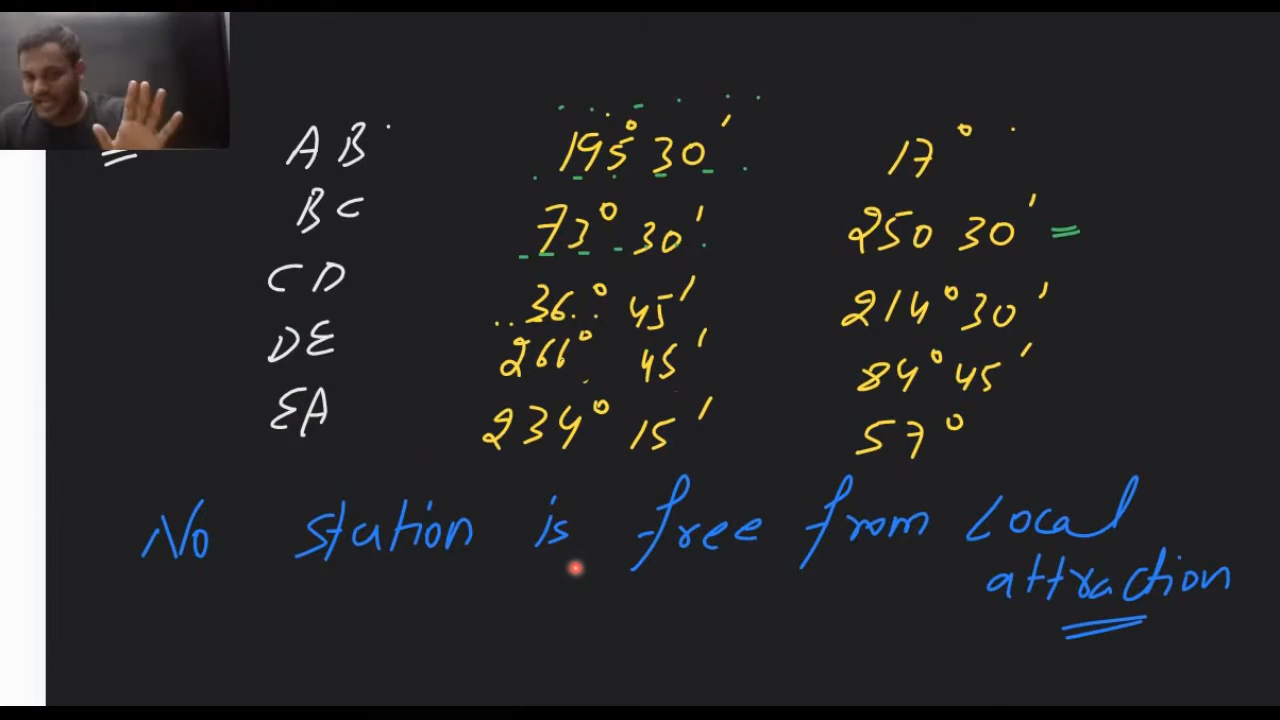 AB 195° 30' 17°
BC 73° 30' 250 30'
CD 36° 45' 214° 30'
DE 266° 45' 84° 45'
EA 234° 15' 57°
No station is free from Local
attraction